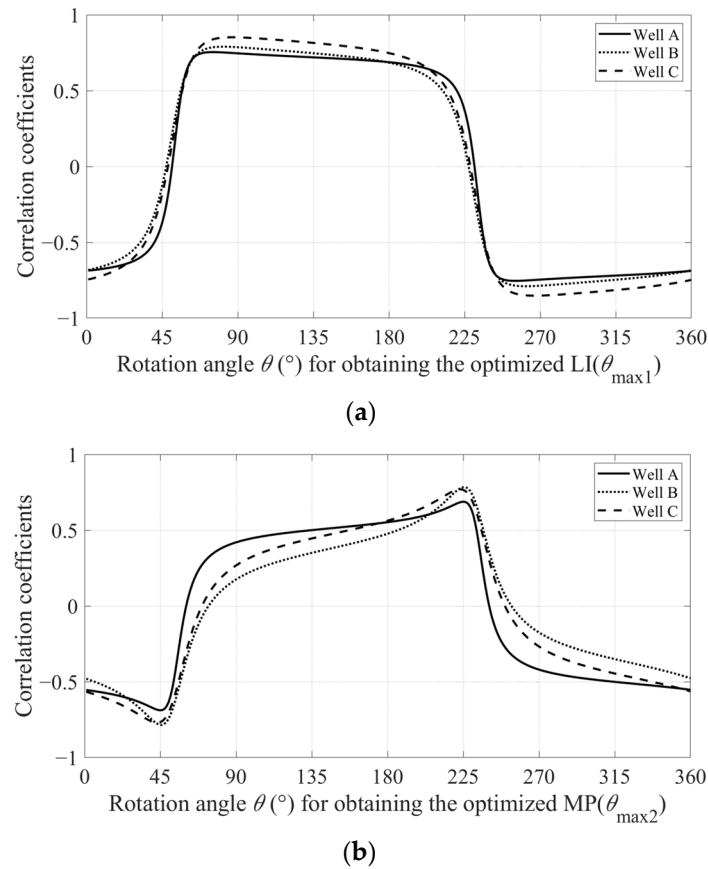 1
0.5
0
−0.5
−1
Correlation coefficients
Well A
Well B
Well C
0 45 90 135 180 225 270 315 360
Rotation angle θ (°) for obtaining the optimized LI(θmax1)
(a)
1
0.5
0
−0.5
−1
Correlation coefficients
Well A
Well B
Well C
0 45 90 135 180 225 270 315 360
Rotation angle θ (°) for obtaining the optimized MP(θmax2)
(b)